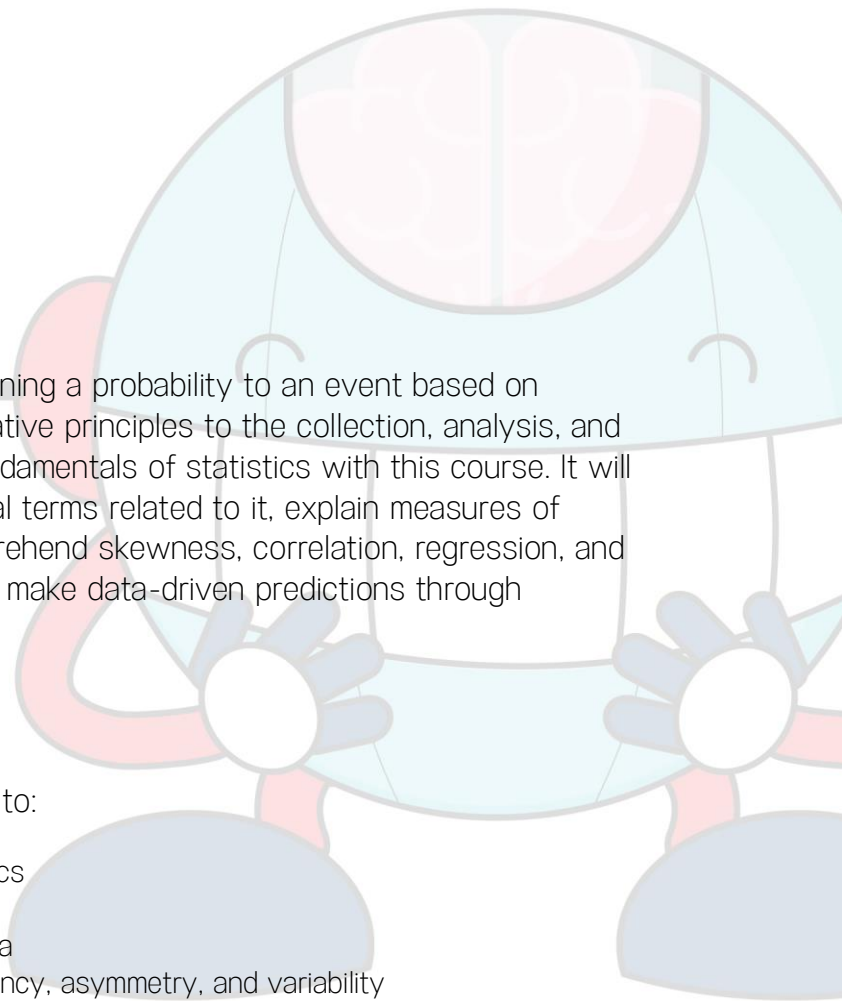 ning a probability to an event based on
ative principles to the collection, analysis, and
damentals of statistics with this course. It will
al terms related to it, explain measures of
rehend skewness, correlation, regression, and
make data-driven predictions through
to:
cs
a
ncy, asymmetry, and variability